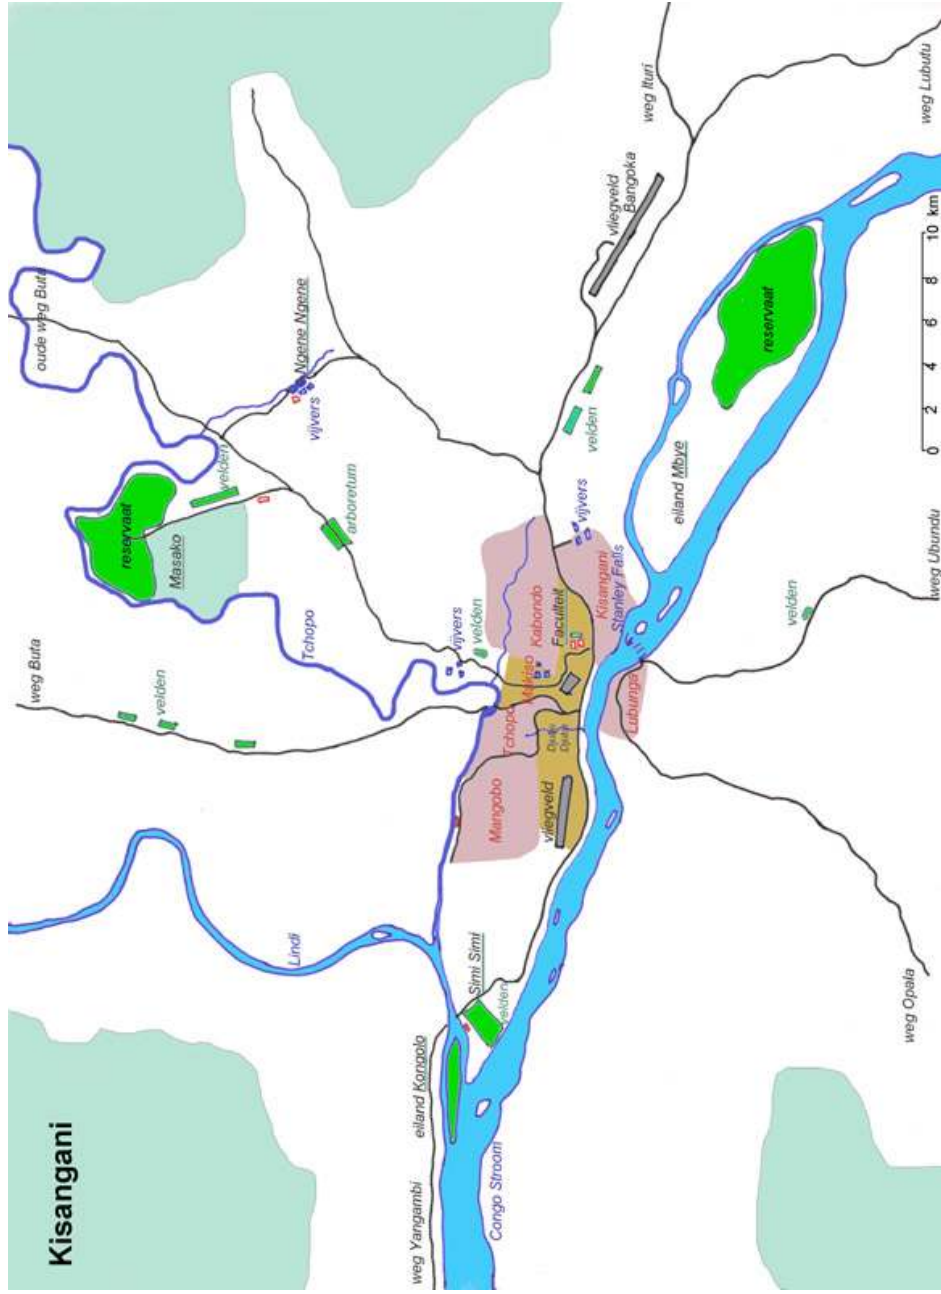 Kisangani
oude weg Buta
weg Buta
reservaat
Masako
velden
velden
Ngene Ngene
vijvers
Lindi
Tchopo
arboretum
weg Yangambi
eiland Kongolo
Simi Simi
velden
Congo Stroom
vijvers
velden
Mangobo
Tchopo
Makiso
Kabondo
Faculteit
vliegveld
vijvers
velden
Kisangani
Stanley Falls
vliegveld
Bangoka
weg Ituri
Lubunga
eiland Mbye
reservaat
velden
weg Opala
weg Ubundu
weg Lubutu
0 2 4 6 8 10 km